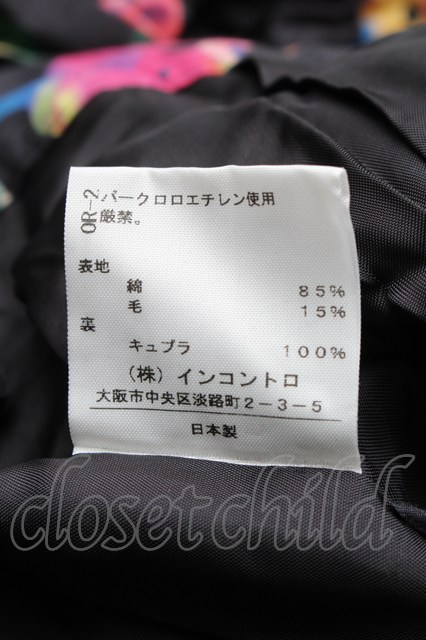 OR-2
パークロロエチレン使用
厳禁。
表地
綿 85%
毛 15%
裏
キュプラ 100%
(株) インコントロ
大阪市中央区淡路町2-3-5
日本製
closet child